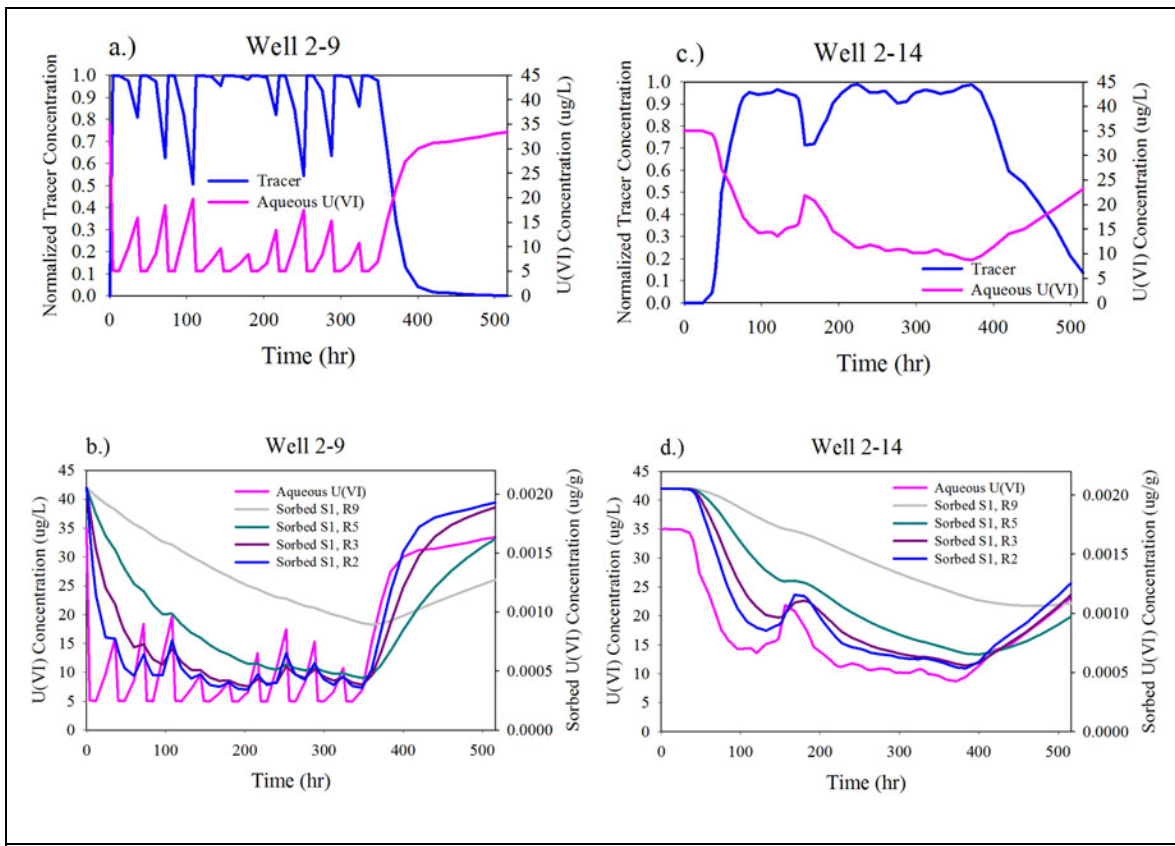 a.) Well 2-9
Normalized Tracer Concentration
1.0
0.9
0.8
0.7
0.6
0.5
0.4
0.3
0.2
0.1
0.0
45
40
35
30
25
20
15
10
5
0
U(VI) Concentration (ug/L)
Tracer
Aqueous U(VI)
0 100 200 300 400 500
Time (hr)
c.) Well 2-14
Normalized Tracer Concentration
1.0
0.9
0.8
0.7
0.6
0.5
0.4
0.3
0.2
0.1
0.0
45
40
35
30
25
20
15
10
5
0
U(VI) Concentration (ug/L)
Tracer
Aqueous U(VI)
0 100 200 300 400 500
Time (hr)
b.) Well 2-9
U(VI) Concentration (ug/L)
45
40
35
30
25
20
15
10
5
0
Aqueous U(VI)
Sorbed S1, R9
Sorbed S1, R5
Sorbed S1, R3
Sorbed S1, R2
0.0020
0.0015
0.0010
0.0005
0.0000
Sorbed U(VI) Concentration (ug/g)
0 100 200 300 400 500
Time (hr)
d.) Well 2-14
U(VI) Concentration (ug/L)
45
40
35
30
25
20
15
10
5
0
Aqueous U(VI)
Sorbed S1, R9
Sorbed S1, R5
Sorbed S1, R3
Sorbed S1, R2
0.0020
0.0015
0.0010
0.0005
0.0000
Sorbed U(VI) Concentration (ug/g)
0 100 200 300 400 500
Time (hr)